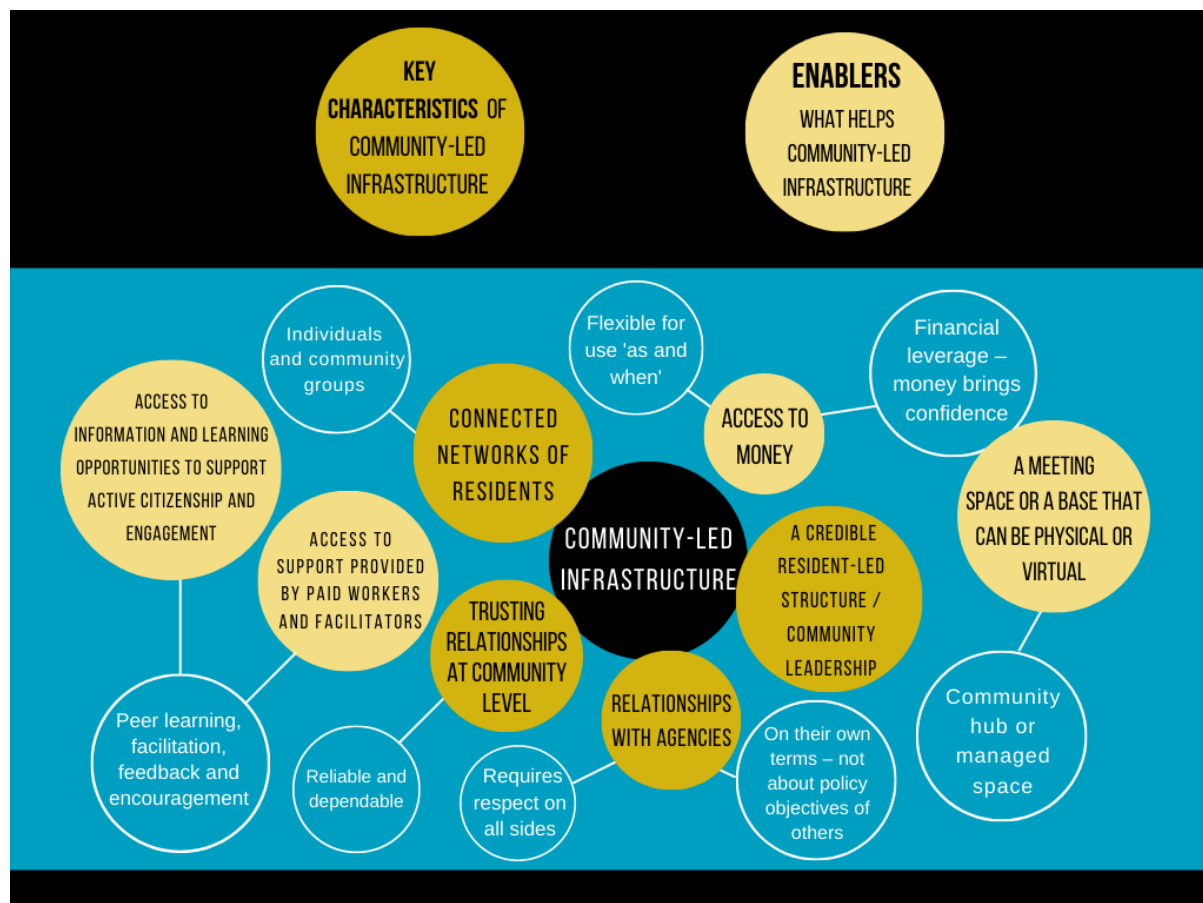 KEY
CHARACTERISTICS OF
COMMUNITY-LED
INFRASTRUCTURE
ENABLERS
WHAT HELPS
COMMUNITY-LED
INFRASTRUCTURE
Individuals
and community
groups
Flexible for
use 'as and
when'
Financial
leverage –
money brings
confidence
ACCESS TO
INFORMATION AND LEARNING
OPPORTUNITIES TO SUPPORT
ACTIVE CITIZENSHIP AND
ENGAGEMENT
CONNECTED
NETWORKS OF
RESIDENTS
ACCESS TO
MONEY
A MEETING
SPACE OR A BASE THAT
CAN BE PHYSICAL OR
VIRTUAL
ACCESS TO
SUPPORT PROVIDED
BY PAID WORKERS
AND FACILITATORS
COMMUNITY-LED
INFRASTRUCTURE
A CREDIBLE
RESIDENT-LED
STRUCTURE /
COMMUNITY
LEADERSHIP
TRUSTING
RELATIONSHIPS
AT COMMUNITY
LEVEL
RELATIONSHIPS
WITH AGENCIES
Peer learning,
facilitation,
feedback and
encouragement
Reliable and
dependable
Requires
respect on
all sides
On their own
terms – not
about policy
objectives of
others
Community
hub or
managed
space